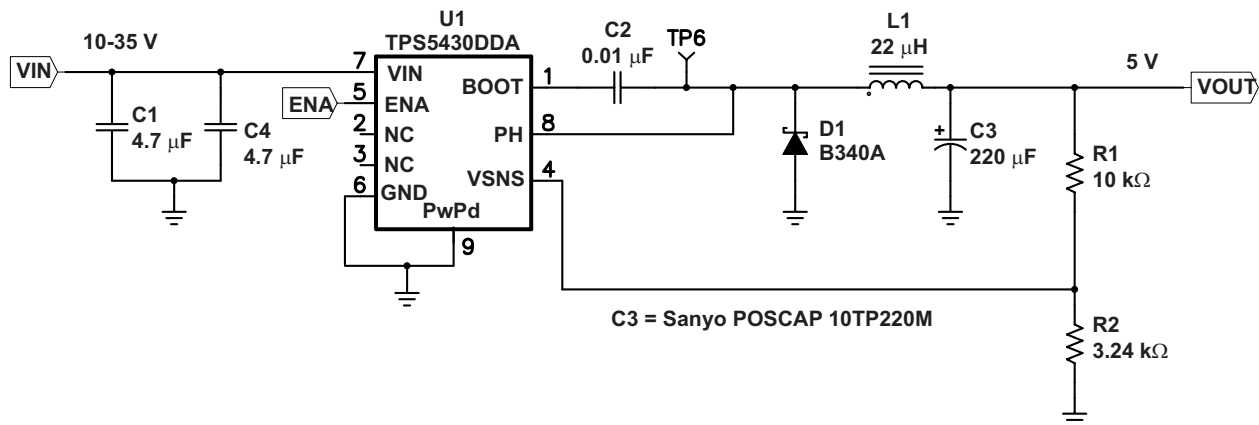 U1
TPS5430DDA
10-35 V
VIN
C1
4.7 μF
C4
4.7 μF
ENA
7
5
2
3
6
VIN
ENA
NC
NC
GND
BOOT
PH
VSNS
PwPd
1
8
4
9
C2
0.01 μF
TP6
L1
22 μH
5 V
VOUT
D1
B340A
C3
220 μF
+
R1
10 kΩ
C3 = Sanyo POSCAP 10TP220M
R2
3.24 kΩ